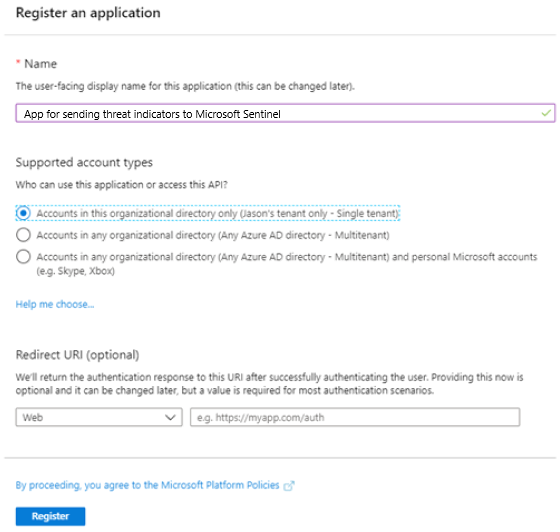 Register an application
* Name
The user-facing display name for this application (this can be changed later).
App for sending threat indicators to Microsoft Sentinel
Supported account types
Who can use this application or access this API?
Accounts in this organizational directory only (Jason's tenant only - Single tenant)
Accounts in any organizational directory (Any Azure AD directory - Multitenant)
Accounts in any organizational directory (Any Azure AD directory - Multitenant) and personal Microsoft accounts
(e.g. Skype, Xbox)
Help me choose...
Redirect URI (optional)
We'll return the authentication response to this URI after successfully authenticating the user. Providing this now is
optional and it can be changed later, but a value is required for most authentication scenarios.
Web e.g. https://myapp.com/auth
By proceeding, you agree to the Microsoft Platform Policies
Register